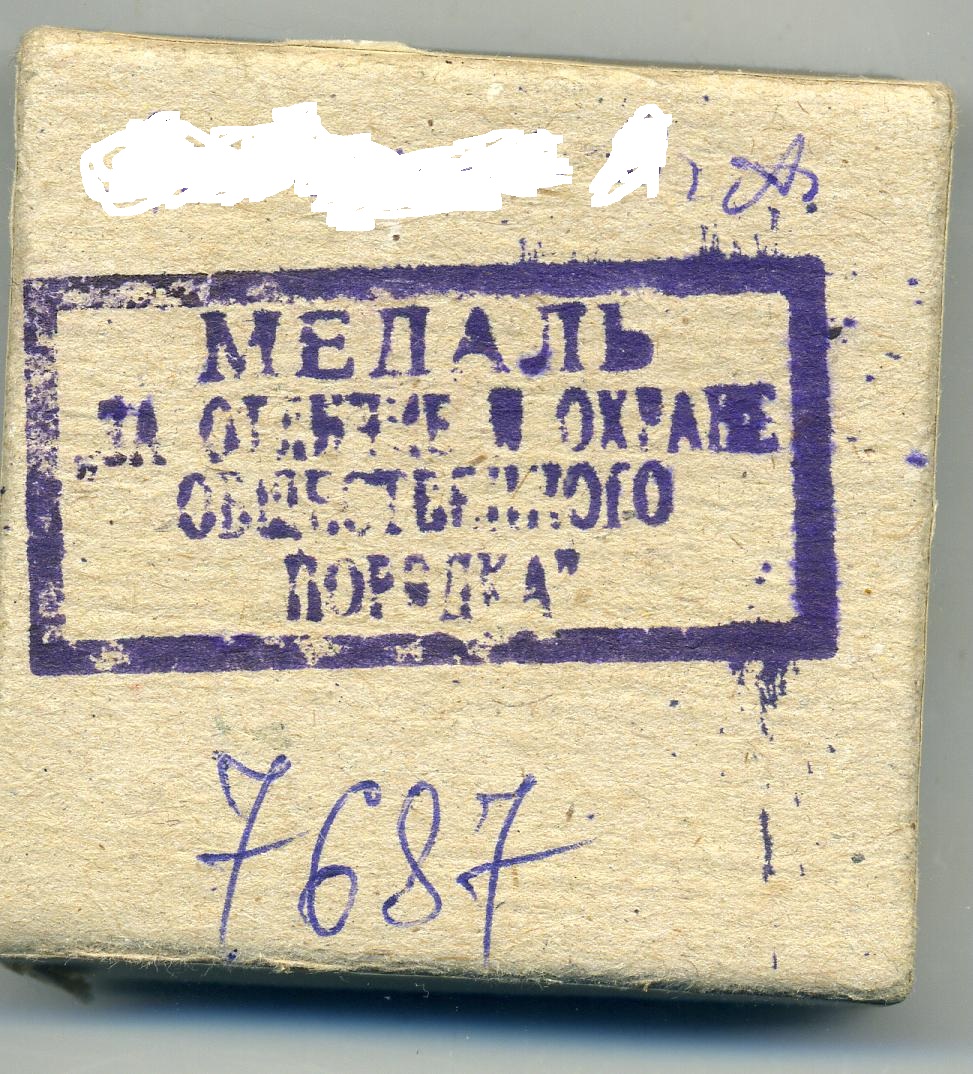 МЕДАЛЬ
„ЗА ОТЛИЧИЕ В ОХРАНЕ
ОБЩЕСТВЕННОГО
ПОРЯДКА"
7687